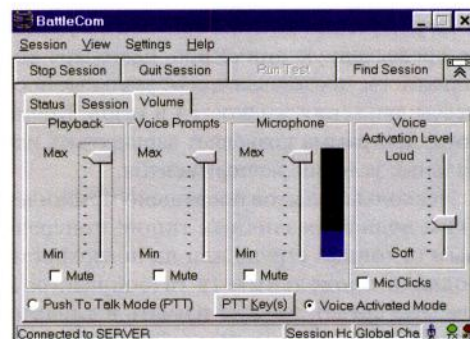 BattleCom
Session View Settings Help
Stop Session Quit Session Run Test Find Session
Status Session Volume
Playback Voice Prompts Microphone Voice
Activation Level
Max Max Max Loud
Min Min Min Soft
Mute Mute Mute Mic Clicks
Push To Talk Mode (PTT) PTT Key(s) Voice Activated Mode
Connected to SERVER Session Hc Global Cha